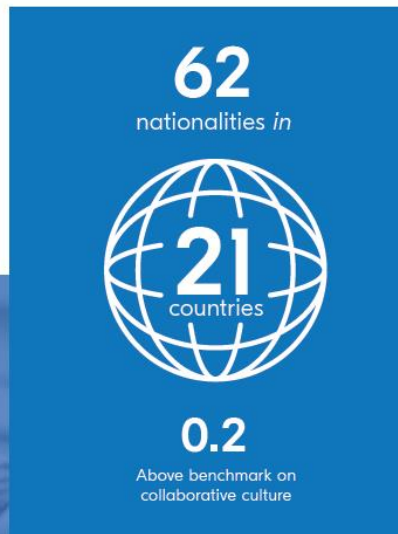 62
nationalities in
21
countries
0.2
Above benchmark on
collaborative culture